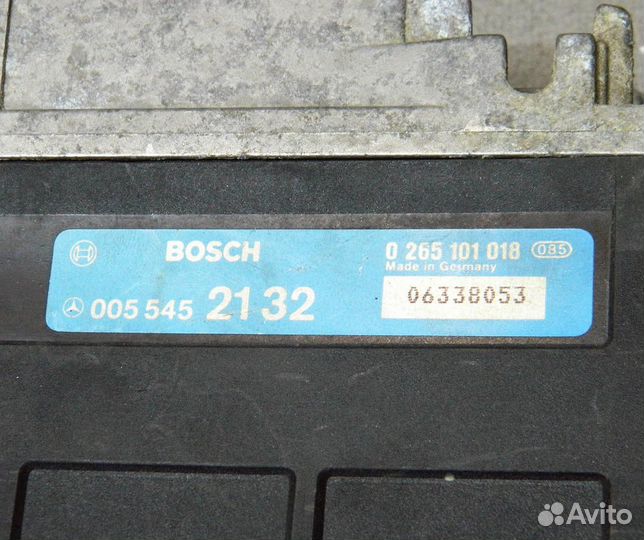 BOSCH
0 265 101 018 085
Made in Germany
005 545 21 32
06338053
Avito